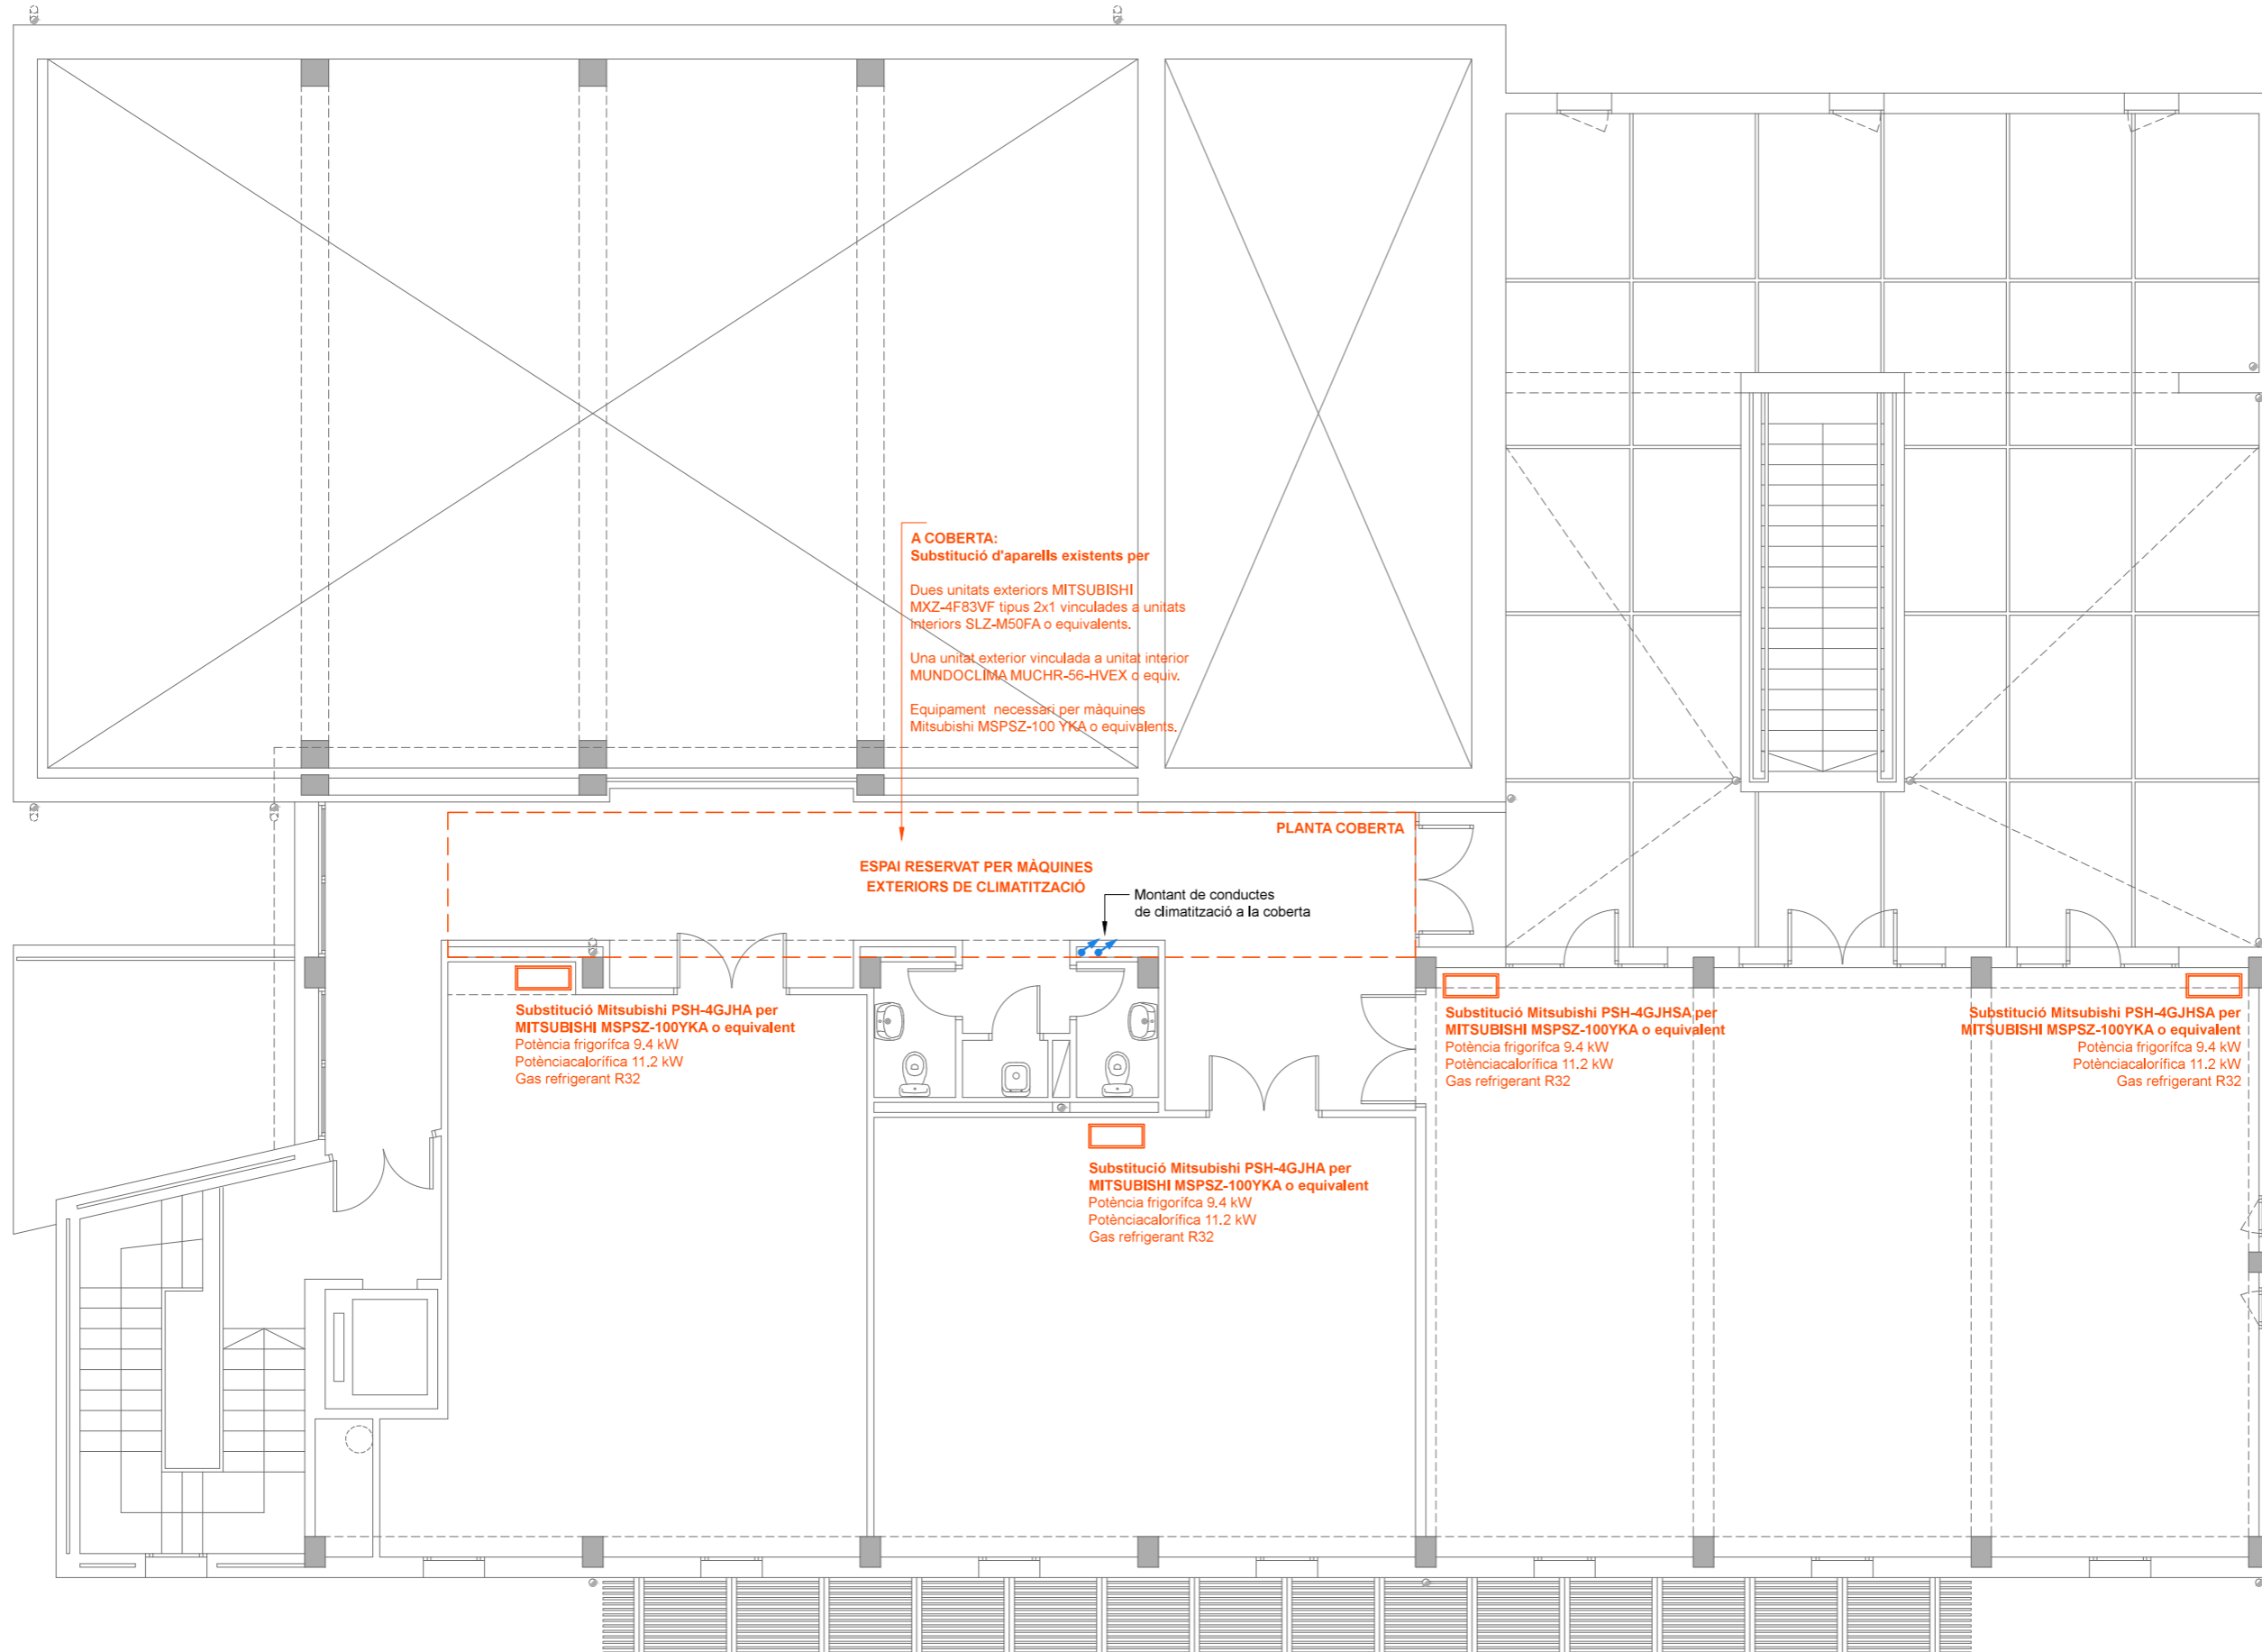 A COBERTA:
Substitució d'aparells existents per
Dues unitats exteriors MITSUBISHI
MXZ-4F83VF tipus 2x1 vinculades a unitats
interiors SLZ-M50FA o equivalents.
Una unitat exterior vinculada a unitat interior
MUNDOCLIMA MUCHR-56-HVEX o equiv.
Equipament necessari per màquines
Mitsubishi MSPSZ-100 YKA o equivalents.
PLANTA COBERTA
ESPAI RESERVAT PER MÀQUINES
EXTERIORS DE CLIMATITZACIÓ
Montant de conductes
de climatització a la coberta
Substitució Mitsubishi PSH-4GJHA per
MITSUBISHI MSPSZ-100YKA o equivalent
Potència frigorífca 9.4 kW
Potènciacalorífica 11.2 kW
Gas refrigerant R32
Substitució Mitsubishi PSH-4GJHSA per
MITSUBISHI MSPSZ-100YKA o equivalent
Potència frigorífca 9.4 kW
Potènciacalorífica 11.2 kW
Gas refrigerant R32
Substitució Mitsubishi PSH-4GJHSA per
MITSUBISHI MSPSZ-100YKA o equivalent
Potència frigorífca 9.4 kW
Potènciacalorífica 11.2 kW
Gas refrigerant R32
Substitució Mitsubishi PSH-4GJHA per
MITSUBISHI MSPSZ-100YKA o equivalent
Potència frigorífca 9.4 kW
Potènciacalorífica 11.2 kW
Gas refrigerant R32